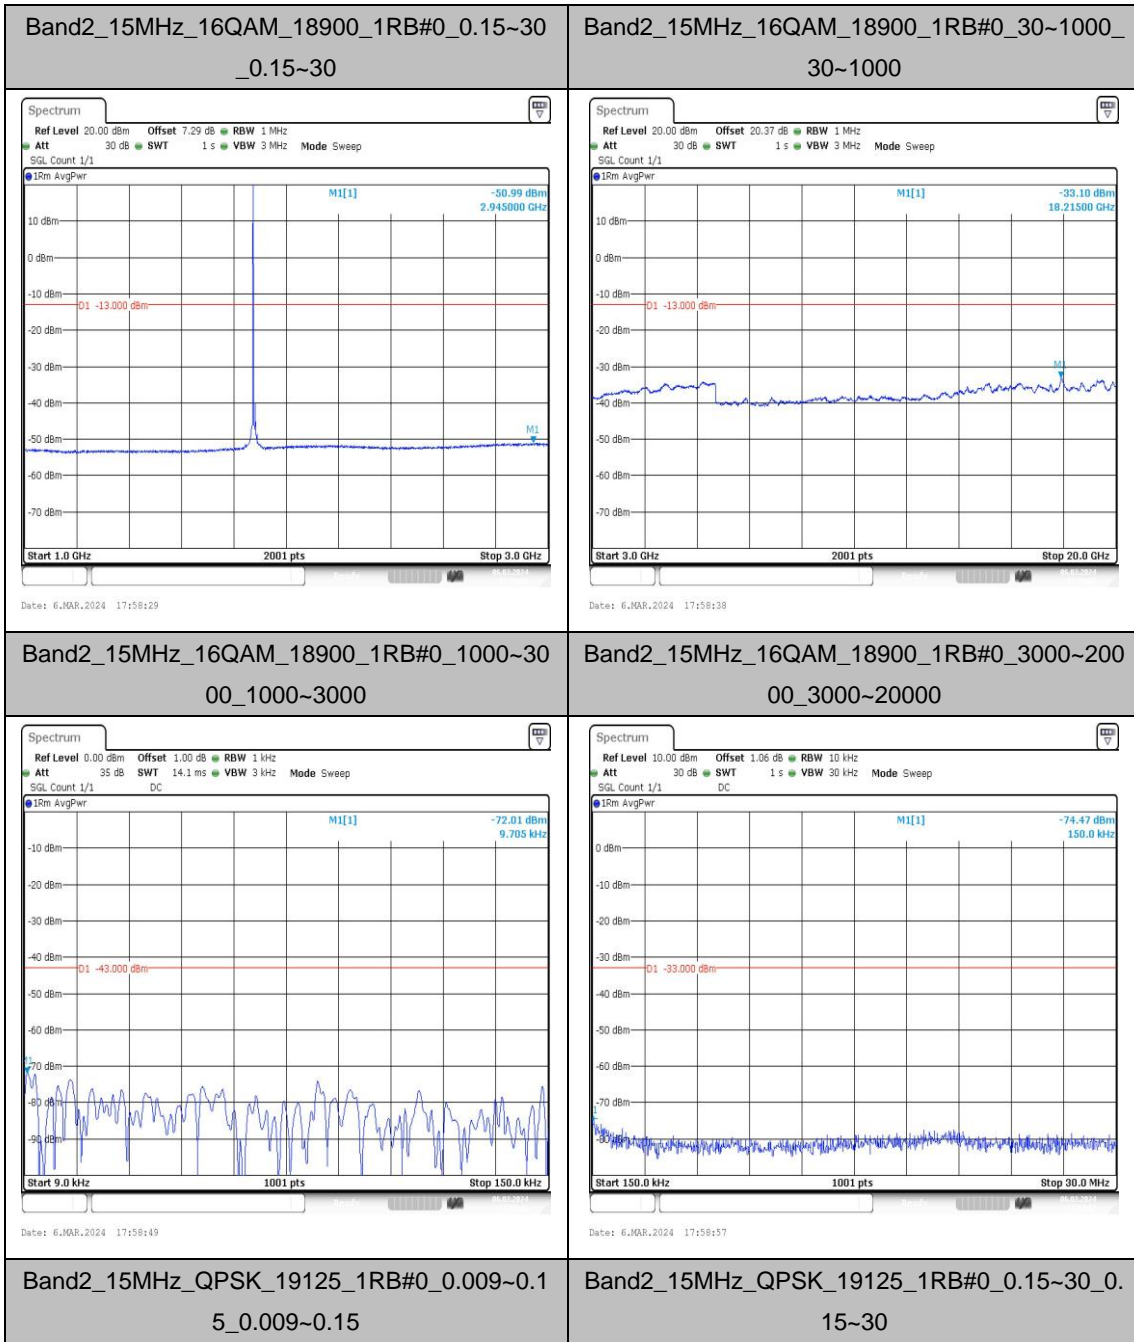 Band2_15MHz_16QAM_18900_1RB#0_0.15~30
_0.15~30
Band2_15MHz_16QAM_18900_1RB#0_30~1000_
30~1000
Spectrum
Ref Level 20.00 dBm Offset 7.29 dB RBW 1 MHz
Att 30 dB SWT 1 s VBW 3 MHz Mode Sweep
SGL Count 1/1
1Rm AvgPwr
M1[1] -50.99 dBm
2.945000 GHz
10 dBm
0 dBm
-10 dBm
D1 -13.000 dBm
-20 dBm
-30 dBm
-40 dBm
-50 dBm
M1
-60 dBm
-70 dBm
Start 1.0 GHz 2001 pts Stop 3.0 GHz
Date: 6.MAR.2024 17:58:29
Spectrum
Ref Level 20.00 dBm Offset 20.37 dB RBW 1 MHz
Att 30 dB SWT 1 s VBW 3 MHz Mode Sweep
SGL Count 1/1
1Rm AvgPwr
M1[1] -33.10 dBm
18.21500 GHz
10 dBm
0 dBm
-10 dBm
D1 -13.000 dBm
-20 dBm
-30 dBm
M1
-40 dBm
-50 dBm
-60 dBm
-70 dBm
Start 3.0 GHz 2001 pts Stop 20.0 GHz
Date: 6.MAR.2024 17:58:38
Band2_15MHz_16QAM_18900_1RB#0_1000~30
00_1000~3000
Band2_15MHz_16QAM_18900_1RB#0_3000~200
00_3000~20000
Spectrum
Ref Level 0.00 dBm Offset 1.00 dB RBW 1 kHz
Att 35 dB SWT 14.1 ms VBW 3 kHz Mode Sweep
SGL Count 1/1 DC
1Rm AvgPwr
M1[1] -72.01 dBm
9.705 kHz
-10 dBm
-20 dBm
-30 dBm
-40 dBm
D1 -43.000 dBm
-50 dBm
-60 dBm
-70 dBm
-80 dBm
-90 dBm
Start 9.0 kHz 1001 pts Stop 150.0 kHz
Date: 6.MAR.2024 17:58:49
Spectrum
Ref Level 10.00 dBm Offset 1.06 dB RBW 10 kHz
Att 30 dB SWT 1 s VBW 30 kHz Mode Sweep
SGL Count 1/1 DC
1Rm AvgPwr
M1[1] -74.47 dBm
150.0 kHz
0 dBm
-10 dBm
-20 dBm
-30 dBm
D1 -33.000 dBm
-40 dBm
-50 dBm
-60 dBm
-70 dBm
-80 dBm
Start 150.0 kHz 1001 pts Stop 30.0 MHz
Date: 6.MAR.2024 17:58:57
Band2_15MHz_QPSK_19125_1RB#0_0.009~0.1
5_0.009~0.15
Band2_15MHz_QPSK_19125_1RB#0_0.15~30_0.
15~30